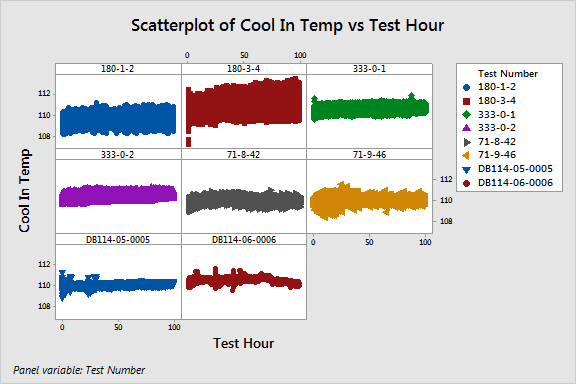 Scatterplot of Cool In Temp vs Test Hour
0 50 100
180-1-2 180-3-4 333-0-1
112
110
108
333-0-2 71-8-42 71-9-46
112
110
108
DB114-05-0005 DB114-06-0006
0 50 100
112
110
108
0 50 100
Cool In Temp
Test Hour
Test Number
180-1-2
180-3-4
333-0-1
333-0-2
71-8-42
71-9-46
DB114-05-0005
DB114-06-0006
Panel variable: Test Number